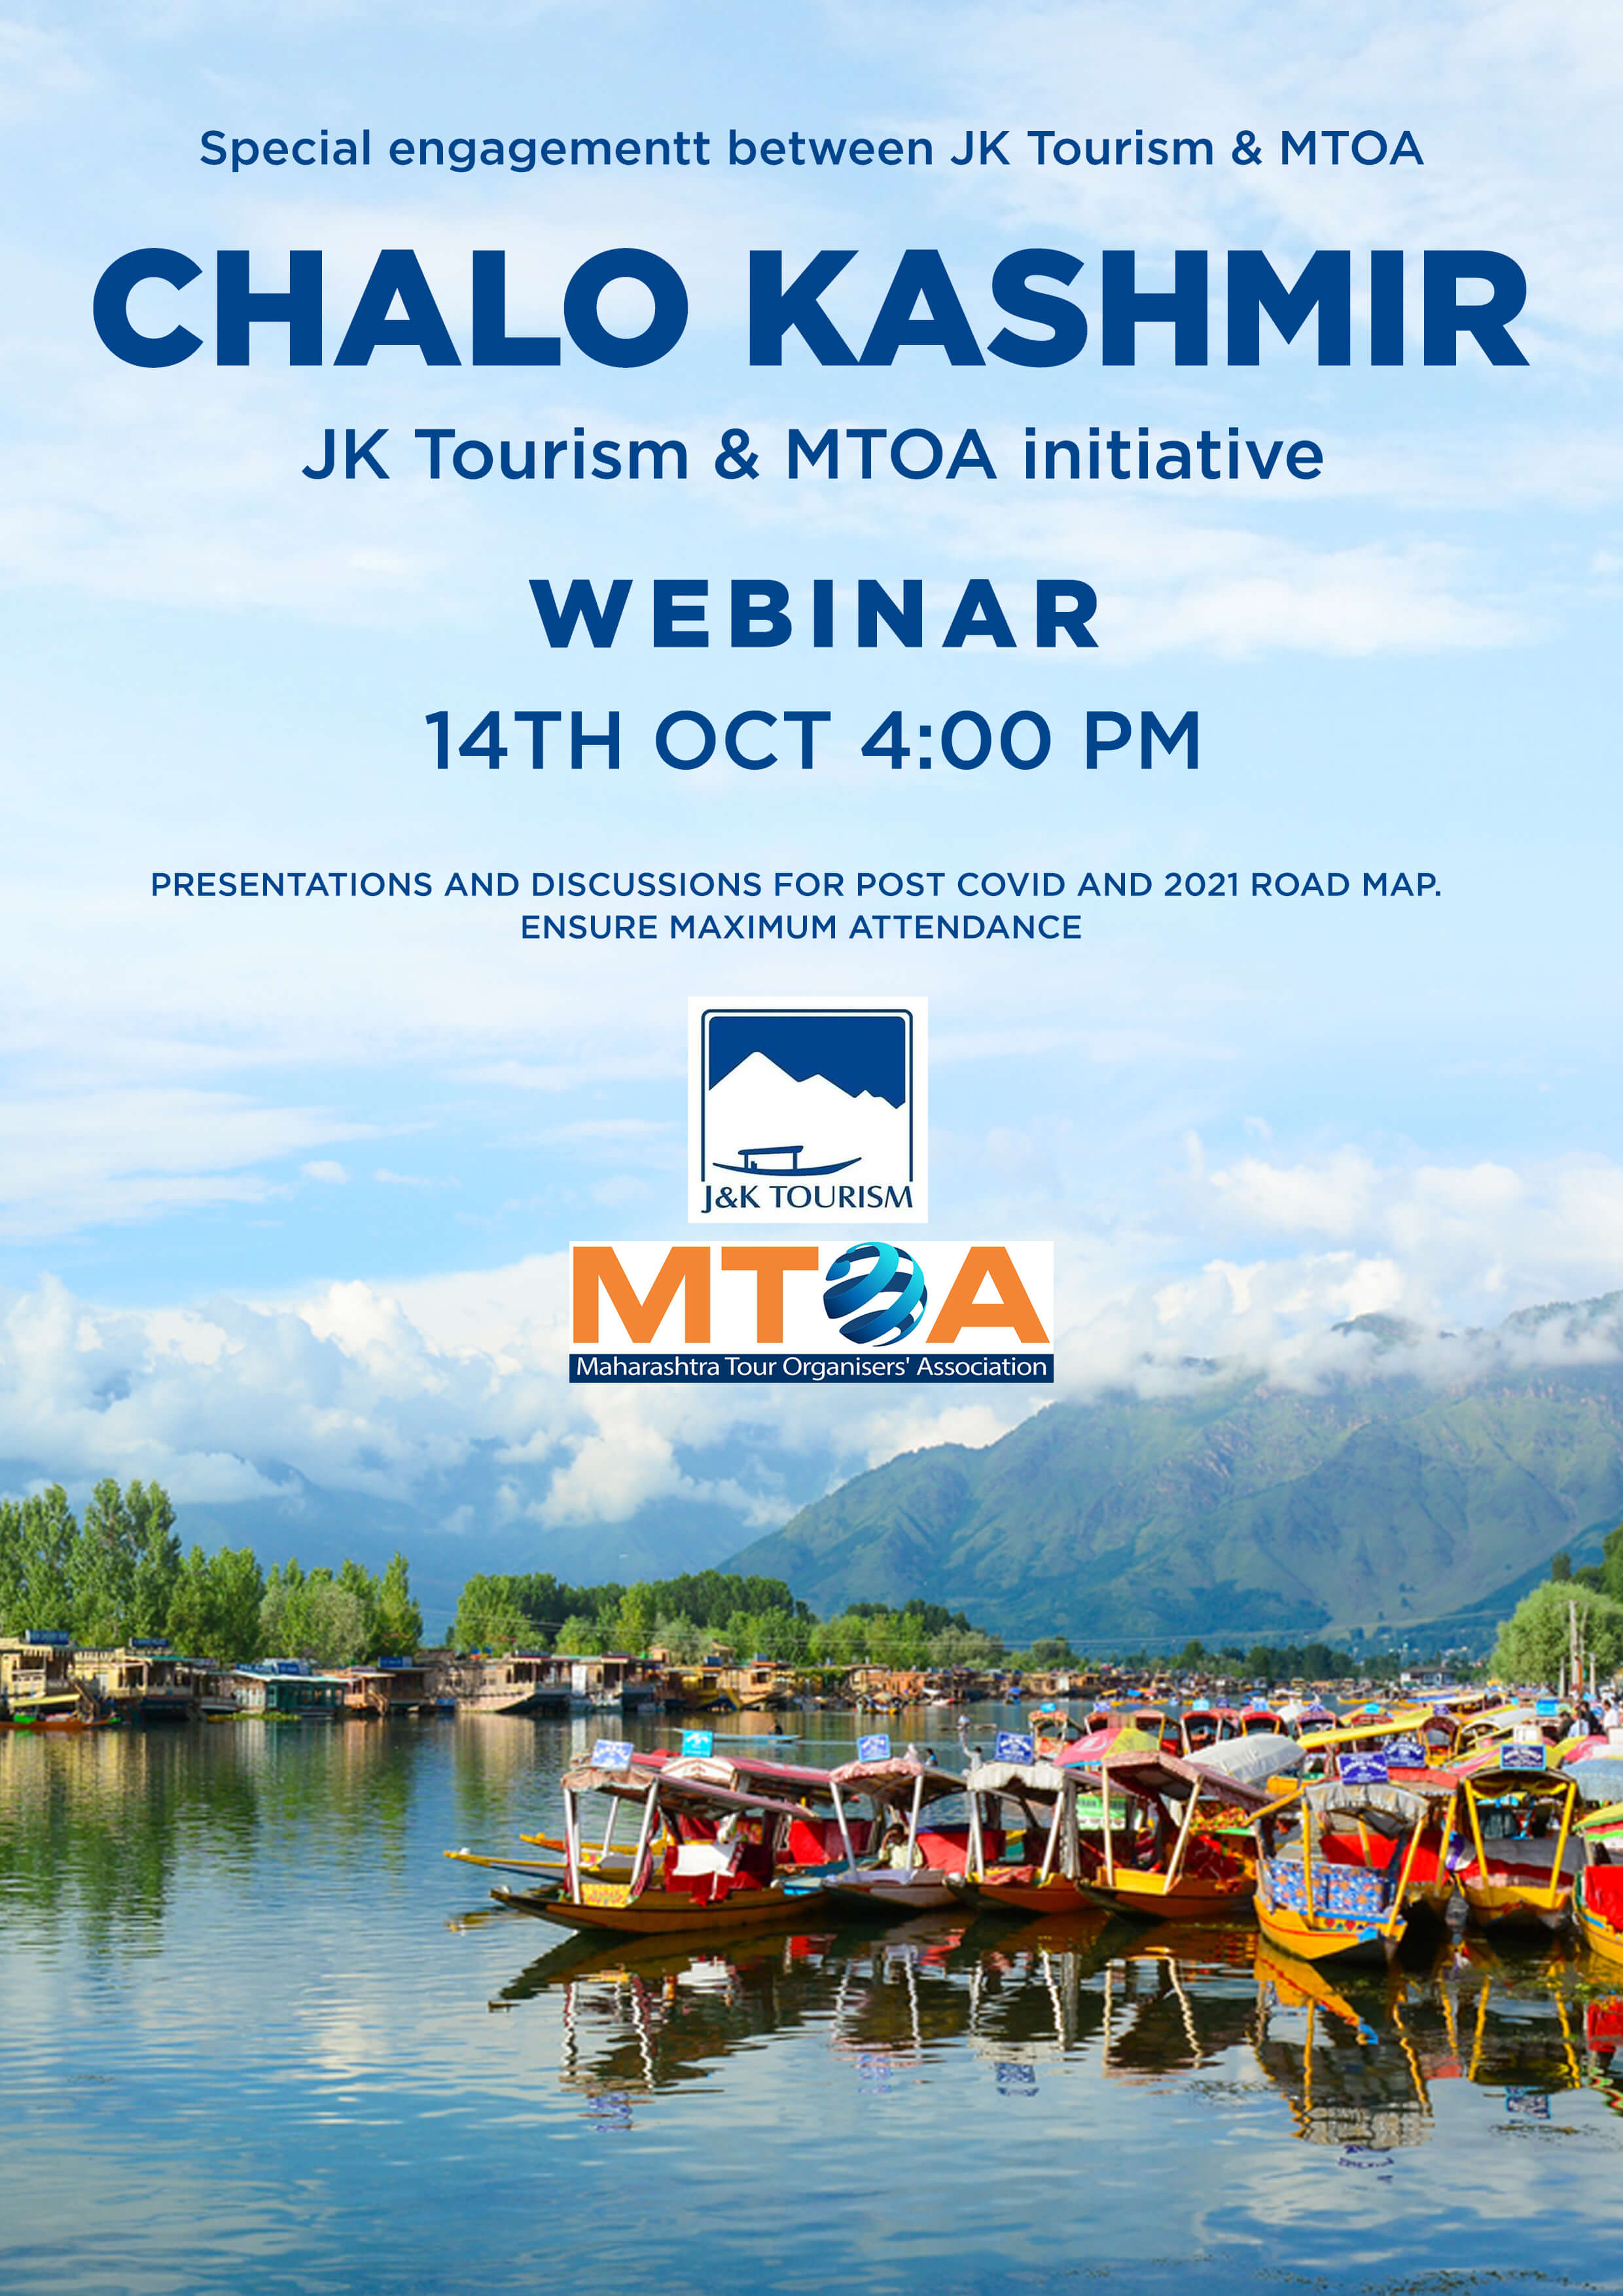 Special engagementt between JK Tourism & MTOA
CHALO KASHMIR
JK Tourism & MTOA initiative
WEBINAR
14TH OCT 4:00 PM
PRESENTATIONS AND DISCUSSIONS FOR POST COVID AND 2021 ROAD MAP.
ENSURE MAXIMUM ATTENDANCE
J&K TOURISM
MTOA
Maharashtra Tour Organisers' Association